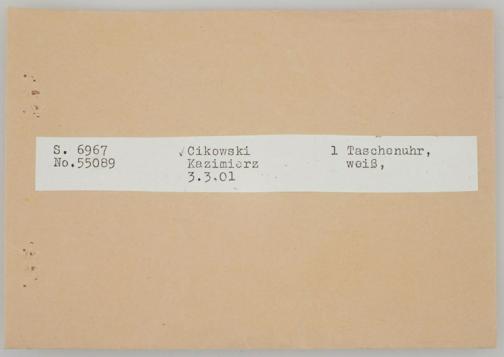 S. 6967 √Cikowski 1 Taschenuhr,
No.55089 Kazimierz weiß,
3.3.01